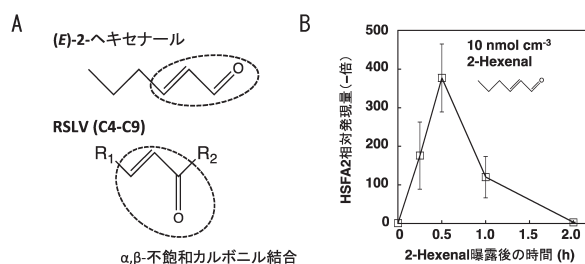 A
(E)-2-ヘキセナール
O
RSLV (C4-C9)
R1
R2
O
α,β-不飽和カルボニル結合
B
HSFA2相対発現量(−倍)
500
400
300
200
100
0
10 nmol cm-3
2-Hexenal
O
0
0.5
1.0
2.0
2-Hexenal曝露後の時間 (h)